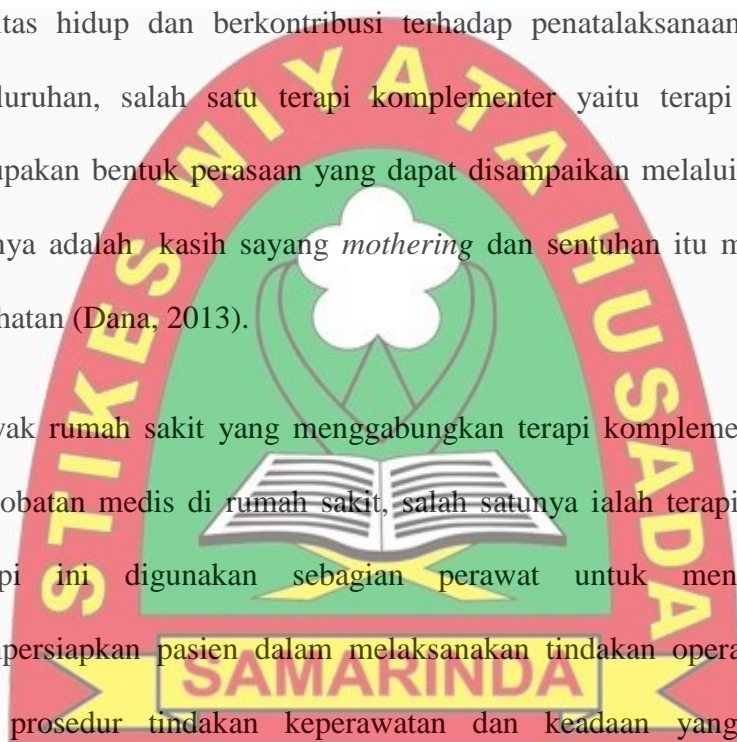 tas hidup dan berkontribusi terhadap penatalaksanaan
luruhan, salah satu terapi komplementer yaitu terapi
upakan bentuk perasaan yang dapat disampaikan melalui
nya adalah kasih sayang mothering dan sentuhan itu m
hatan (Dana, 2013).
yak rumah sakit yang menggabungkan terapi kompleme
obatan medis di rumah sakit, salah satunya ialah terapi
pi ini digunakan sebagian perawat untuk men
persiapkan pasien dalam melaksanakan tindakan opera
prosedur tindakan keperawatan dan keadaan yang
STIKES WIYATA HUSADA
SAMARINDA